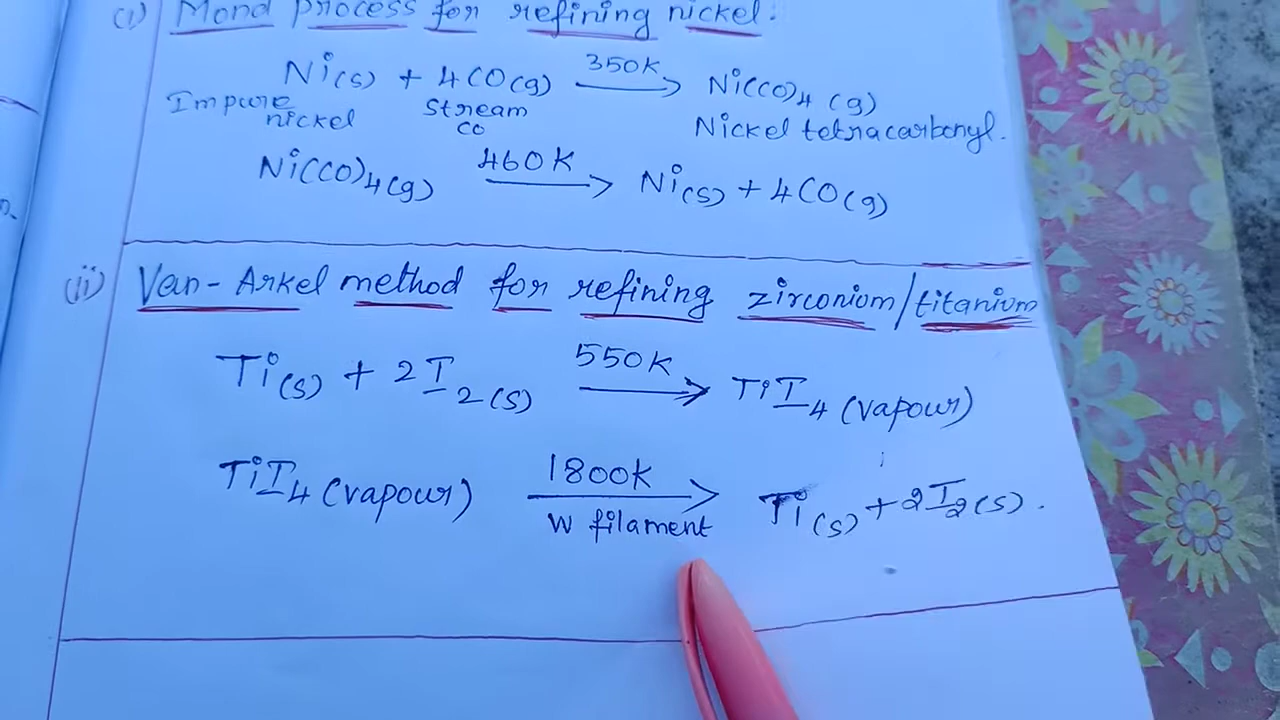 (i) Mond process for refining nickel:
Ni(s) + 4CO(g) 350K → Ni(CO)4 (g)
Impure nickel Stream CO Nickel tetracarbonyl.
Ni(CO)4(g) 460K → Ni(s) + 4CO(g)
(ii) Van-Arkel method for refining zirconium/titanium
Ti(s) + 2I2(s) 550K → TiI4 (vapour)
TiI4 (vapour) 1800K → Ti(s) + 2I2(s).
W filament